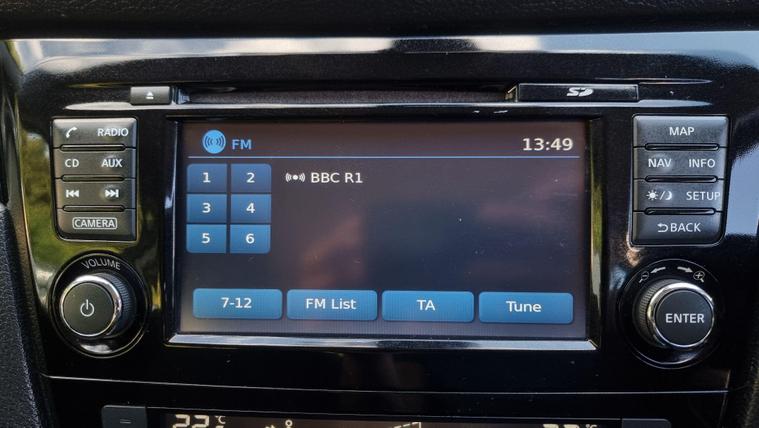 SD
RADIO
CD AUX
CAMERA
VOLUME
FM 13:49
1 2 BBC R1
3 4
5 6
7-12 FM List TA Tune
MAP
NAV INFO
SETUP
BACK
ENTER
22°C °C